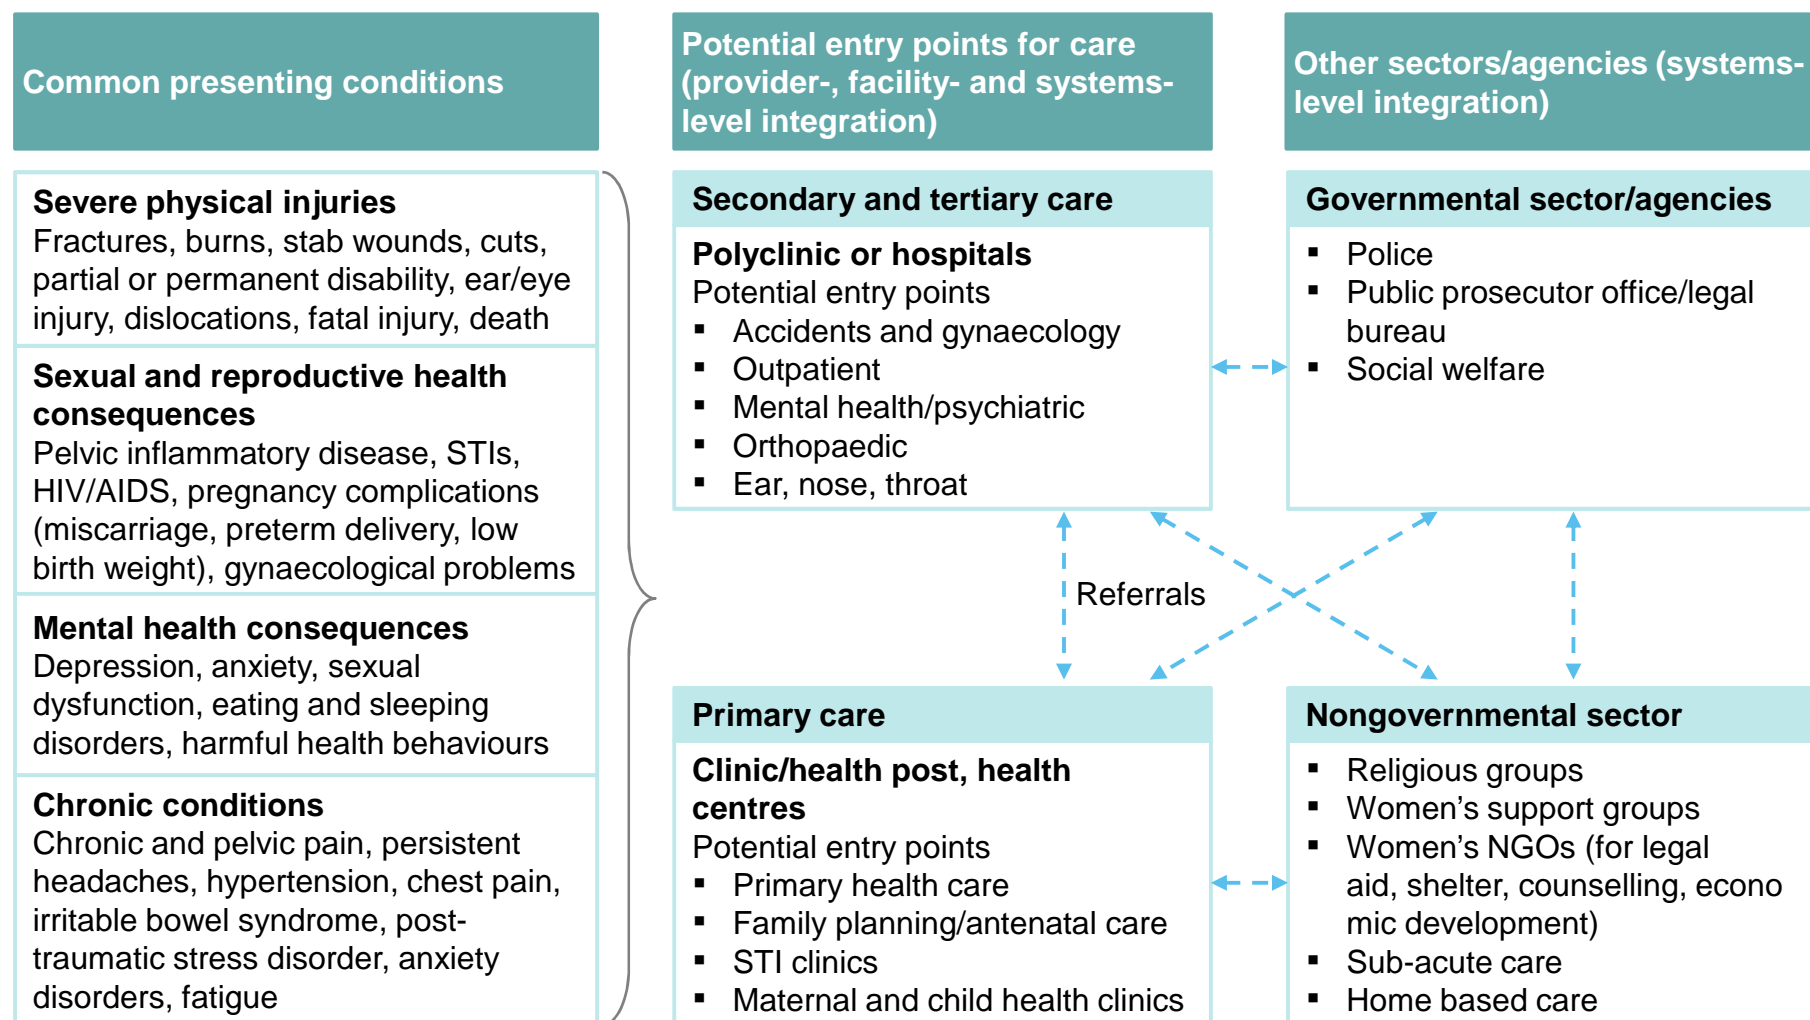 Common presenting conditions
Severe physical injuries
Fractures, burns, stab wounds, cuts,
partial or permanent disability, ear/eye
injury, dislocations, fatal injury, death
Sexual and reproductive health
consequences
Pelvic inflammatory disease, STIs,
HIV/AIDS, pregnancy complications
(miscarriage, preterm delivery, low
birth weight), gynaecological problems
Mental health consequences
Depression, anxiety, sexual
dysfunction, eating and sleeping
disorders, harmful health behaviours
Chronic conditions
Chronic and pelvic pain, persistent
headaches, hypertension, chest pain,
irritable bowel syndrome, post-
traumatic stress disorder, anxiety
disorders, fatigue
Potential entry points for care
(provider-, facility- and systems-
level integration)
Secondary and tertiary care
Polyclinic or hospitals
Potential entry points
▪ Accidents and gynaecology
▪ Outpatient
▪ Mental health/psychiatric
▪ Orthopaedic
▪ Ear, nose, throat
Referrals
Primary care
Clinic/health post, health
centres
Potential entry points
▪ Primary health care
▪ Family planning/antenatal care
▪ STI clinics
▪ Maternal and child health clinics
Other sectors/agencies (systems-
level integration)
Governmental sector/agencies
▪ Police
▪ Public prosecutor office/legal
bureau
▪ Social welfare
Nongovernmental sector
▪ Religious groups
▪ Women’s support groups
▪ Women’s NGOs (for legal
aid, shelter, counselling, econo
mic development)
▪ Sub-acute care
▪ Home based care